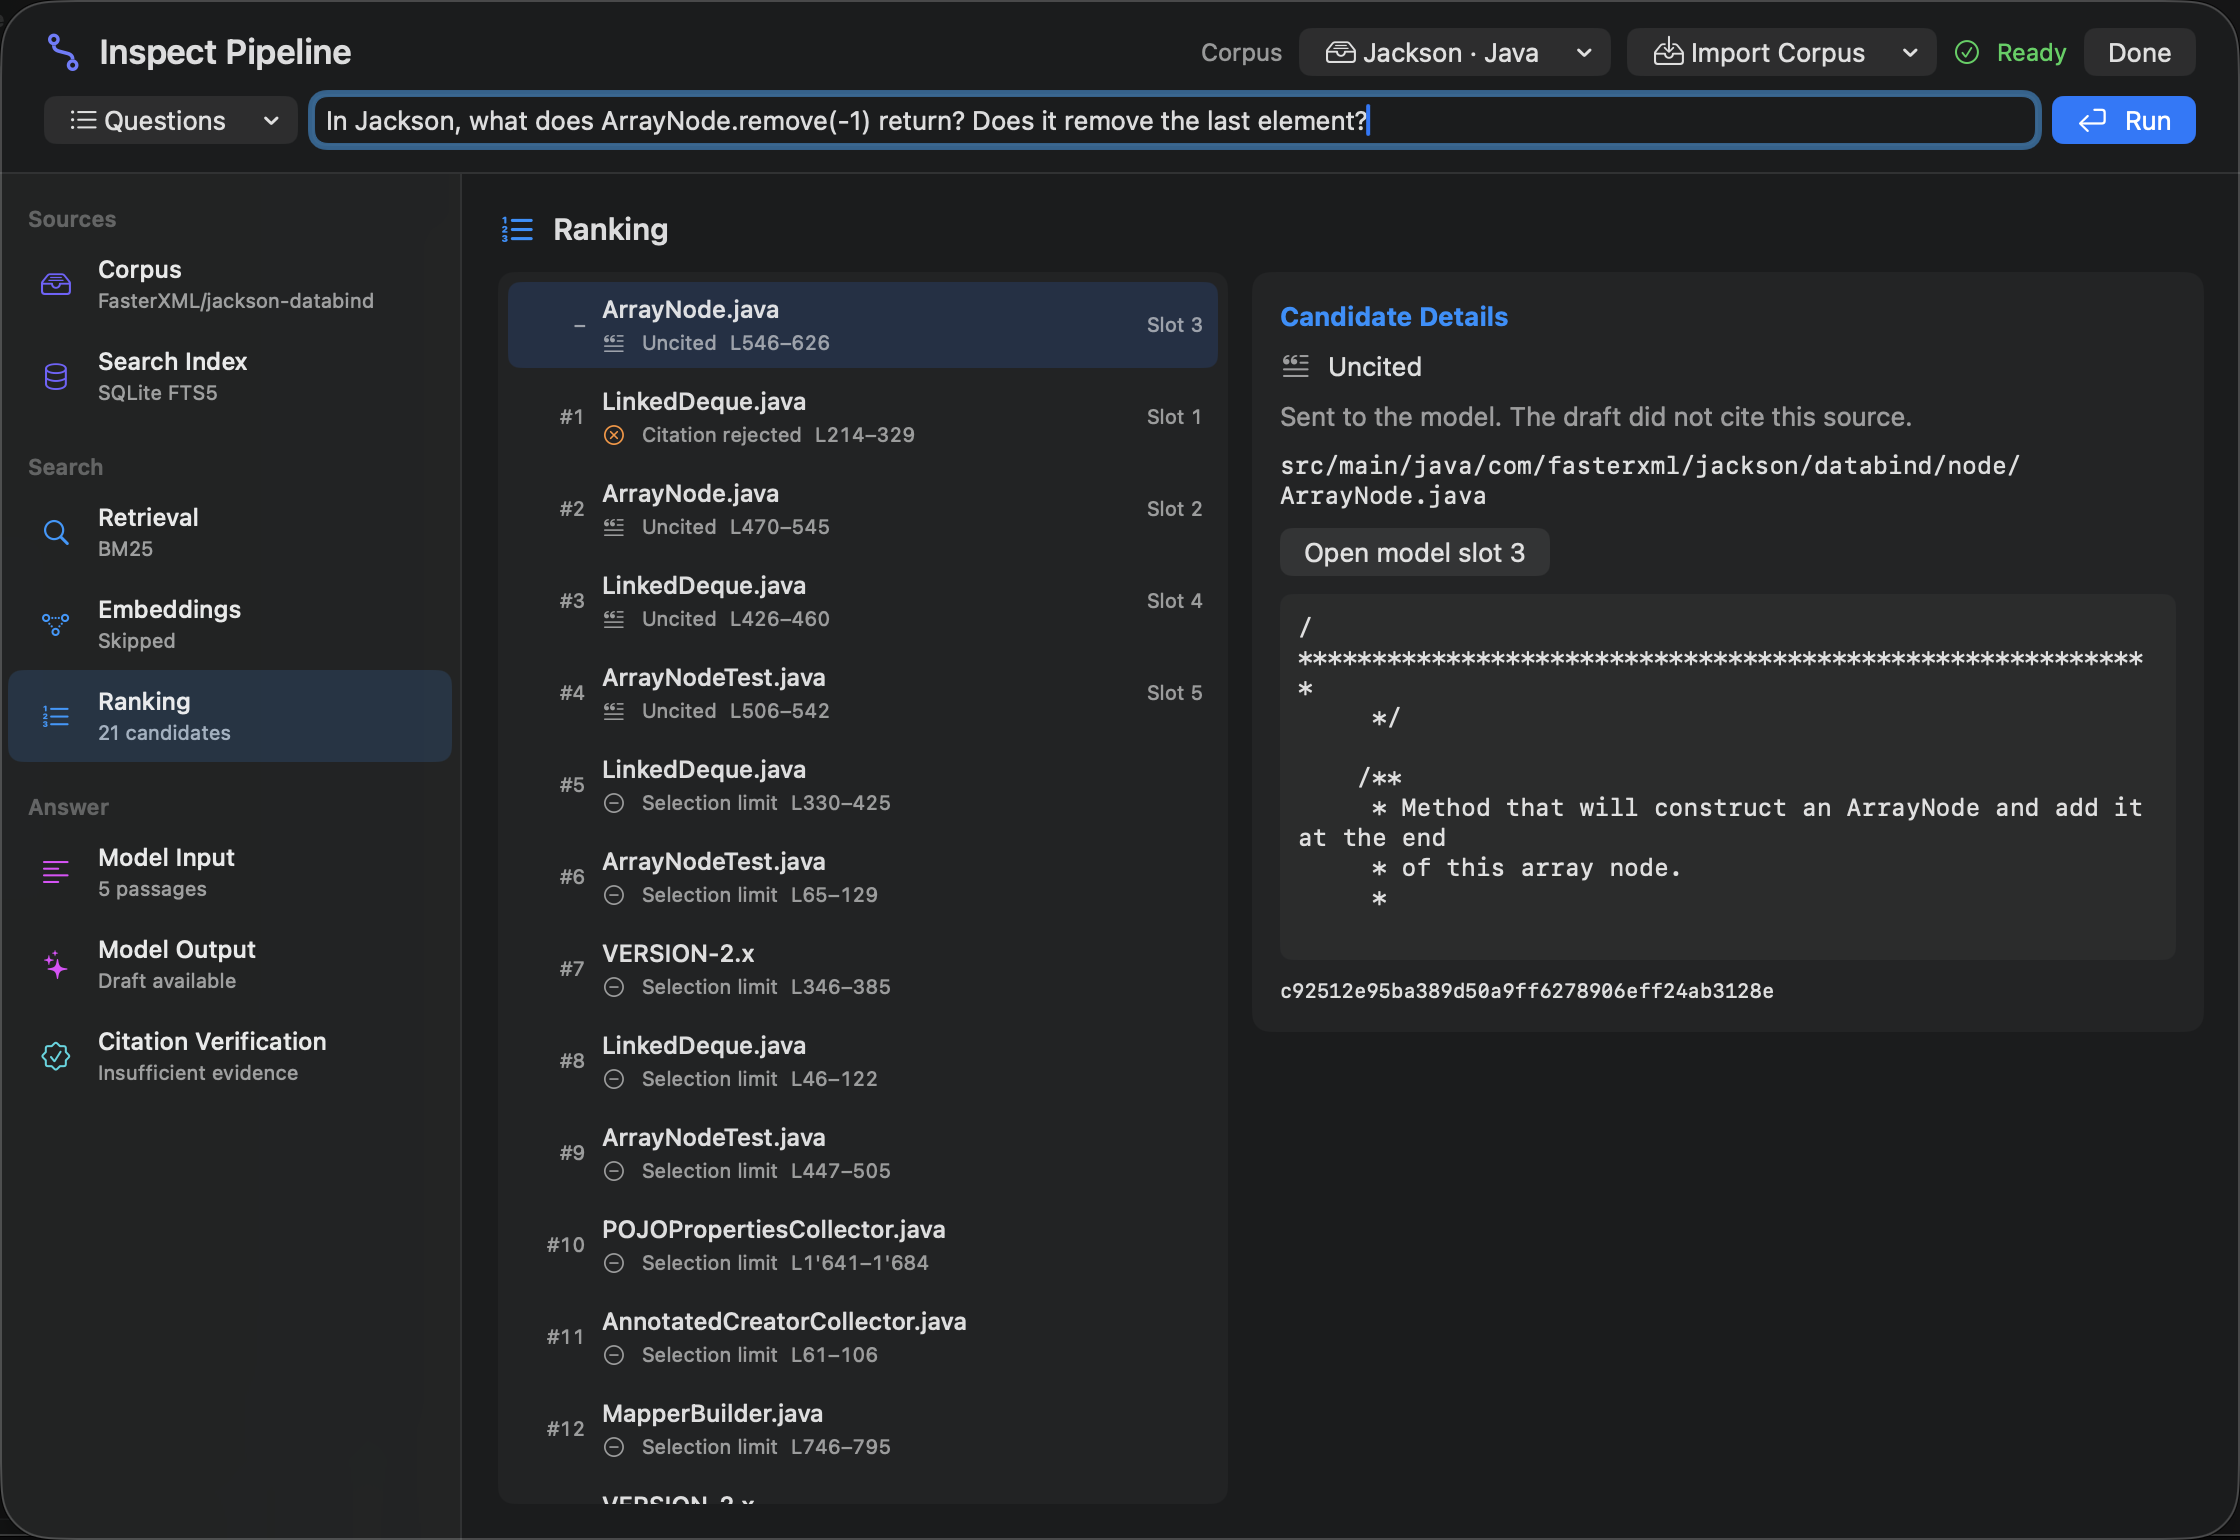 Inspect Pipeline
Corpus
Jackson · Java
Import Corpus
Ready
Done
Questions
In Jackson, what does ArrayNode.remove(-1) return? Does it remove the last element?
Run
Sources
Corpus
FasterXML/jackson-databind
Search Index
SQLite FTS5
Search
Retrieval
BM25
Embeddings
Skipped
Ranking
21 candidates
Answer
Model Input
5 passages
Model Output
Draft available
Citation Verification
Insufficient evidence
Ranking
–
ArrayNode.java
Uncited L546–626
Slot 3
#1
LinkedDeque.java
Citation rejected L214–329
Slot 1
#2
ArrayNode.java
Uncited L470–545
Slot 2
#3
LinkedDeque.java
Uncited L426–460
Slot 4
#4
ArrayNodeTest.java
Uncited L506–542
Slot 5
#5
LinkedDeque.java
Selection limit L330–425
#6
ArrayNodeTest.java
Selection limit L65–129
#7
VERSION-2.x
Selection limit L346–385
#8
LinkedDeque.java
Selection limit L46–122
#9
ArrayNodeTest.java
Selection limit L447–505
#10
POJOPropertiesCollector.java
Selection limit L1'641–1'684
#11
AnnotatedCreatorCollector.java
Selection limit L61–106
#12
MapperBuilder.java
Selection limit L746–795
VERSION-2.x
Candidate Details
Uncited
Sent to the model. The draft did not cite this source.
src/main/java/com/fasterxml/jackson/databind/node/
ArrayNode.java
Open model slot 3
/
*********************************************************
*
*/
/**
* Method that will construct an ArrayNode and add it
at the end
* of this array node.
*
c92512e95ba389d50a9ff6278906eff24ab3128e